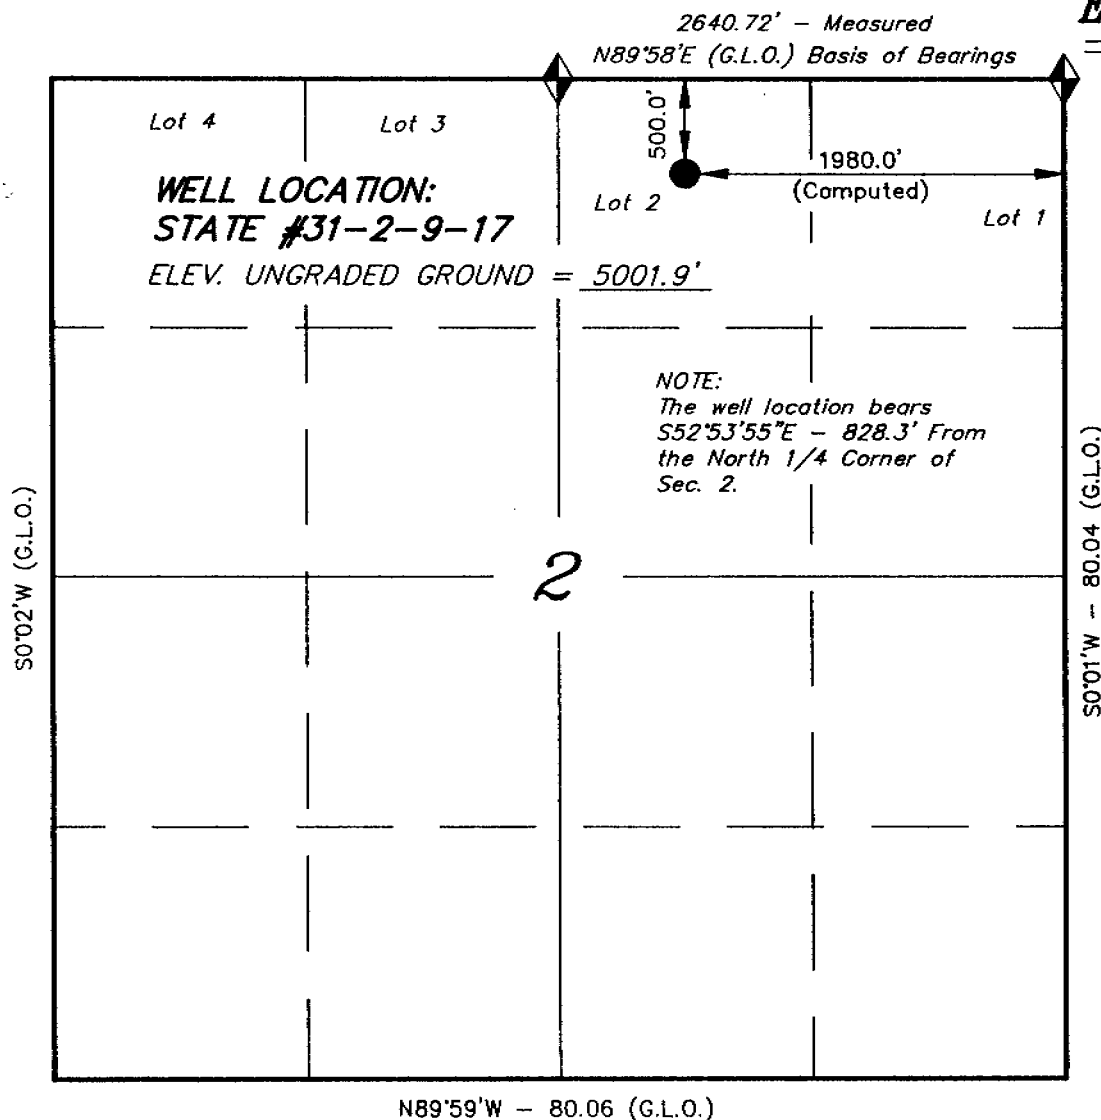 2640.72' – Measured
N89°58'E (G.L.O.) Basis of Bearings
Lot 4
Lot 3
500.0'
1980.0'
(Computed)
Lot 2
Lot 1
WELL LOCATION:
STATE #31-2-9-17
ELEV. UNGRADED GROUND = 5001.9'
NOTE:
The well location bears
S52°53'55"E – 828.3' From
the North 1/4 Corner of
Sec. 2.
S0°02'W (G.L.O.)
2
S0°01'W – 80.04 (G.L.O.)
N89°59'W – 80.06 (G.L.O.)